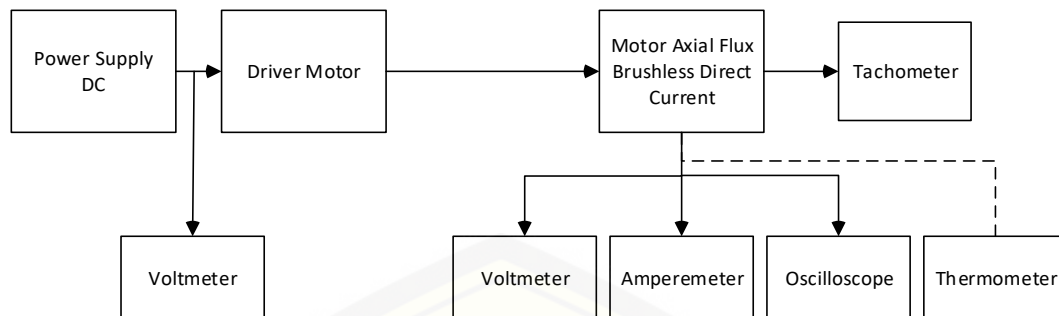 Power Supply
DC
Driver Motor
Motor Axial Flux
Brushless Direct
Current
Tachometer
Voltmeter
Voltmeter
Amperemeter
Oscilloscope
Thermometer